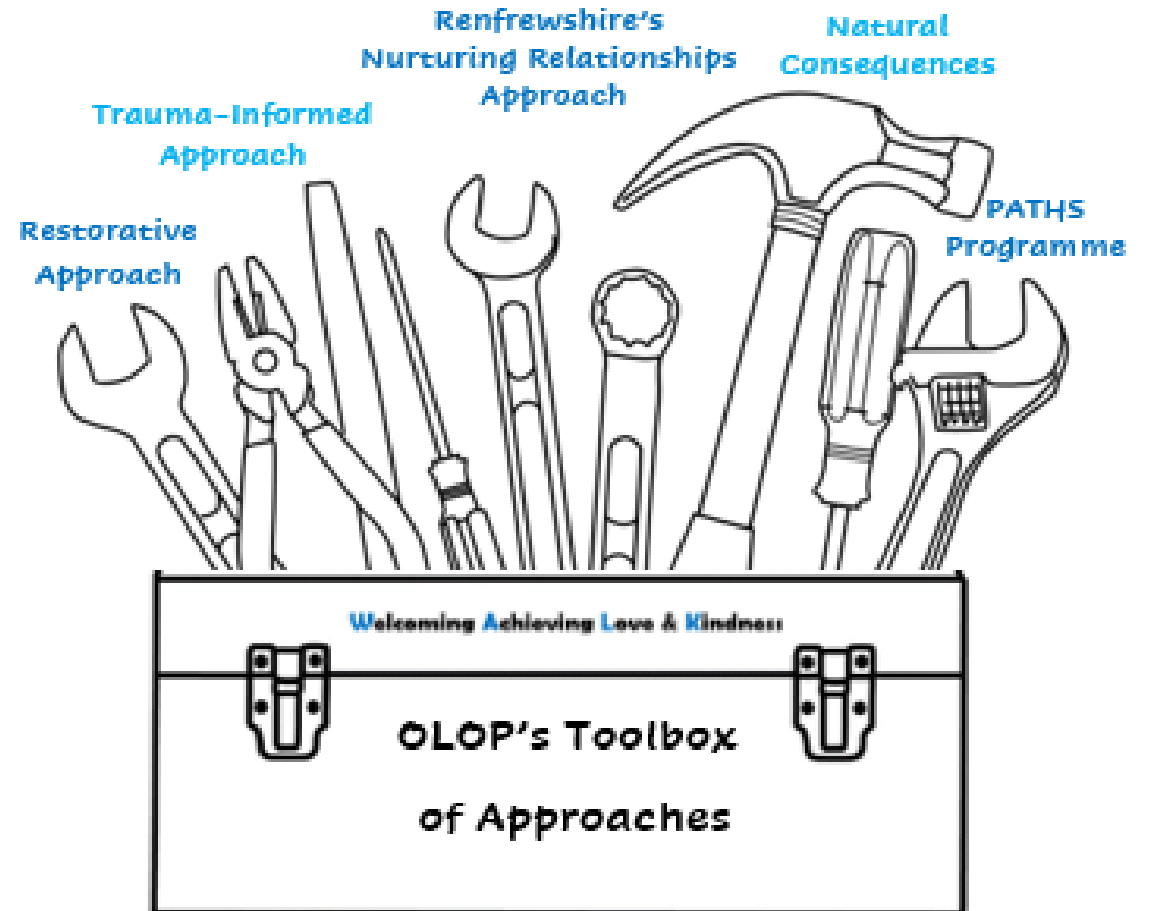 Renfrewshire's
Nurturing Relationships
Approach
Natural
Consequences
Trauma-Informed
Approach
PATHS
Programme
Restorative
Approach
Welcoming Achieving Love & Kindness
OLOP's Toolbox
of Approaches